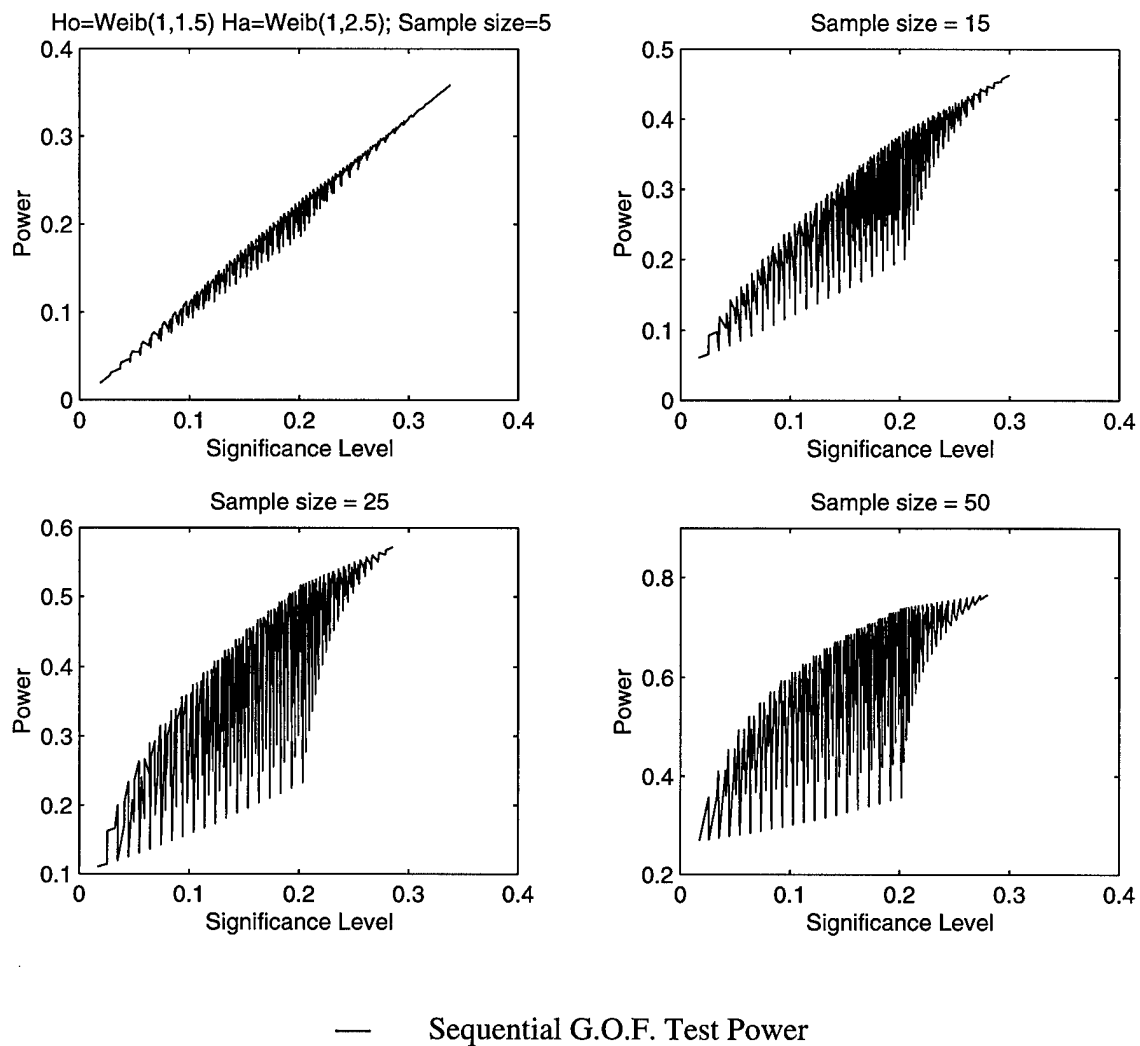 Ho=Weib(1,1.5) Ha=Weib(1,2.5); Sample size=5
0.4
0.3
0.2
0.1
0
Power
0 0.1 0.2 0.3 0.4
Significance Level
Sample size = 15
0.5
0.4
0.3
0.2
0.1
0
Power
0 0.1 0.2 0.3 0.4
Significance Level
Sample size = 25
0.6
0.5
0.4
0.3
0.2
0.1
Power
0 0.1 0.2 0.3 0.4
Significance Level
Sample size = 50
0.8
0.6
0.4
0.2
Power
0 0.1 0.2 0.3 0.4
Significance Level
Sequential G.O.F. Test Power